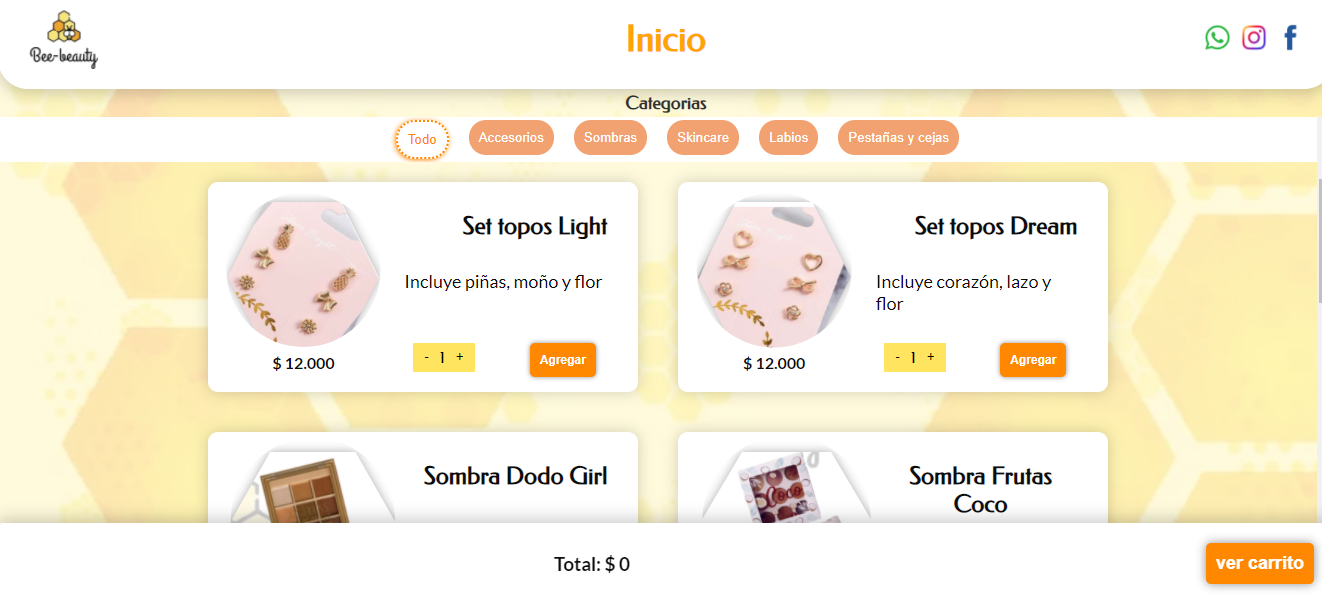 Bee-beauty
Inicio
Categorias
Todo
Accesorios
Sombras
Skincare
Labios
Pestañas y cejas
Set topos Light
Incluye piñas, moño y flor
$ 12.000
- 1 +
Agregar
Set topos Dream
Incluye corazón, lazo y
flor
$ 12.000
- 1 +
Agregar
Sombra Dodo Girl
Sombra Frutas
Coco
Coco
Total: $ 0
ver carrito